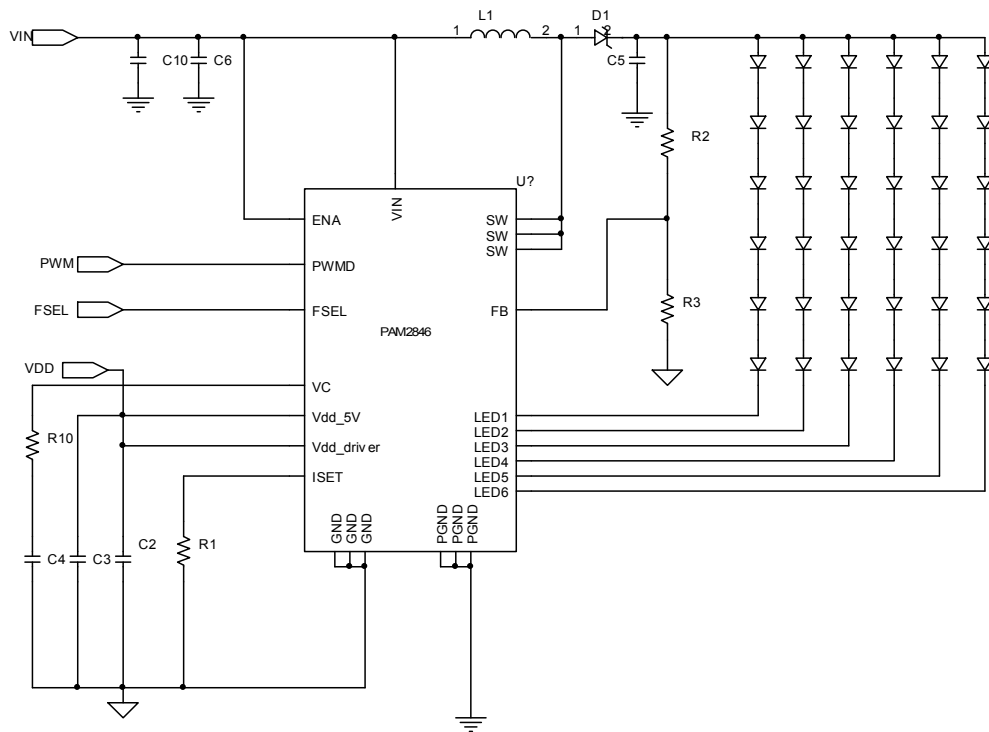 L1
D1
VIN
1
2
1
2
C10
C6
C5
R2
U?
ENA
VIN
SW
SW
SW
PWM
PWMD
FSEL
FSEL
FB
R3
PAM2846
VDD
VC
Vdd_5V
LED1
R10
LED2
Vdd_driver
LED3
LED4
ISET
LED5
LED6
GND
GND
GND
PGND
PGND
PGND
C4
C3
C2
R1